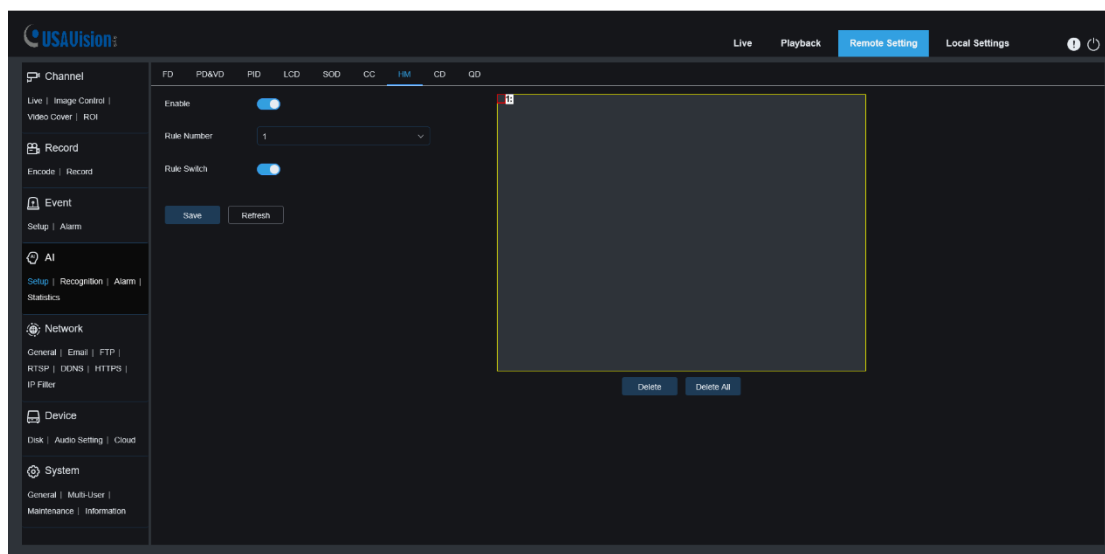 USAVision
Live Playback Remote Setting Local Settings
Channel
Live | Image Control |
Video Cover | ROI
Record
Encode | Record
Event
Setup | Alarm
AI
Setup | Recognition | Alarm |
Statistics
Network
General | Email | FTP |
RTSP | DDNS | HTTPS |
IP Filter
Device
Disk | Audio Setting | Cloud
System
General | Multi-User |
Maintenance | Information
FD PD&VD PID LCD SOD CC HM CD QD
Enable
Rule Number 1
Rule Switch
Save Refresh
1:
Delete Delete All